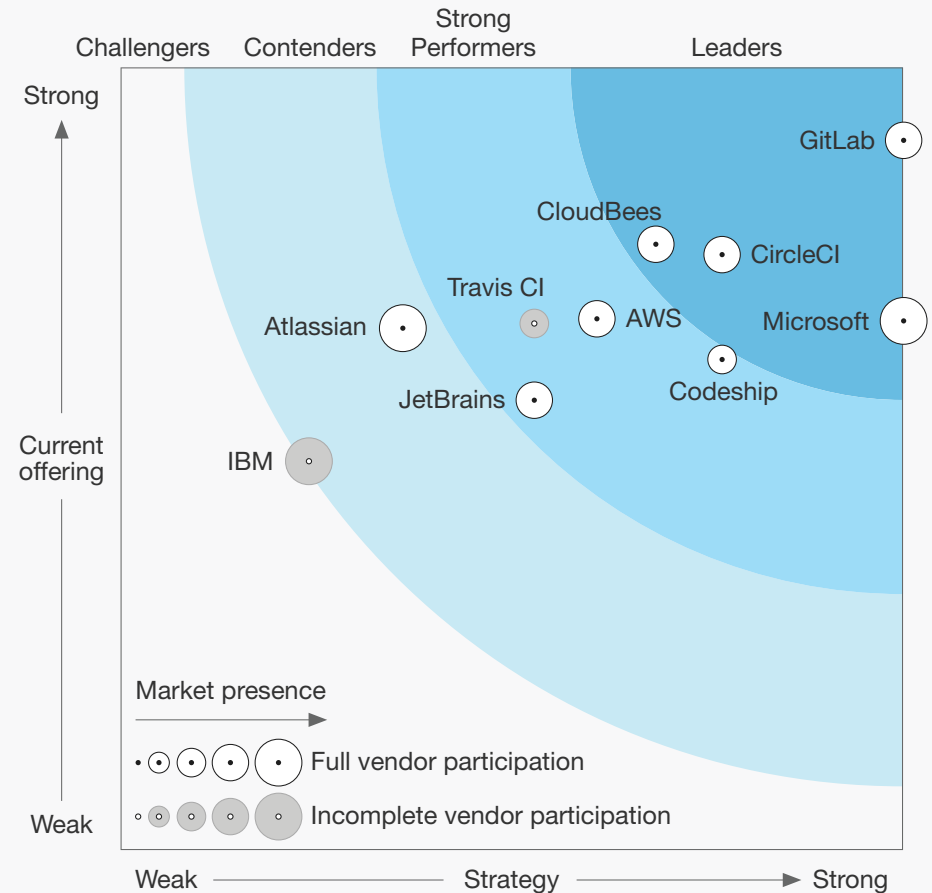 Strong
Challengers
Contenders
Performers
Leaders
Strong
GitLab
CloudBees
CircleCI
Travis CI
Atlassian
AWS
Microsoft
Codeship
JetBrains
Current
offering
IBM
Market presence
Full vendor participation
Incomplete vendor participation
Weak
Weak
Strategy
Strong